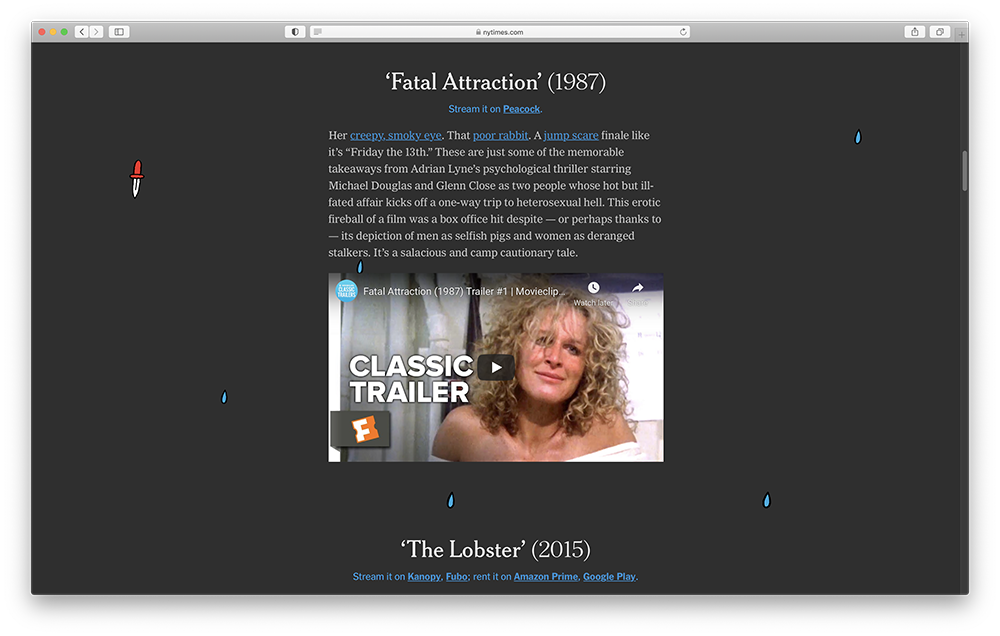 nytimes.com
‘Fatal Attraction’ (1987)
Stream it on Peacock.
Her creepy, smoky eye. That poor rabbit. A jump scare finale like
it’s “Friday the 13th.” These are just some of the memorable
takeaways from Adrian Lyne’s psychological thriller starring
Michael Douglas and Glenn Close as two people whose hot but ill-
fated affair kicks off a one-way trip to heterosexual hell. This erotic
fireball of a film was a box office hit despite — or perhaps thanks to
— its depiction of men as selfish pigs and women as deranged
stalkers. It’s a salacious and camp cautionary tale.
CLASSIC
TRAILERS
Fatal Attraction (1987) Trailer #1 | Movieclip...
Watch later
CLASSIC
TRAILER
F
‘The Lobster’ (2015)
Stream it on Kanopy, Fubo; rent it on Amazon Prime, Google Play.